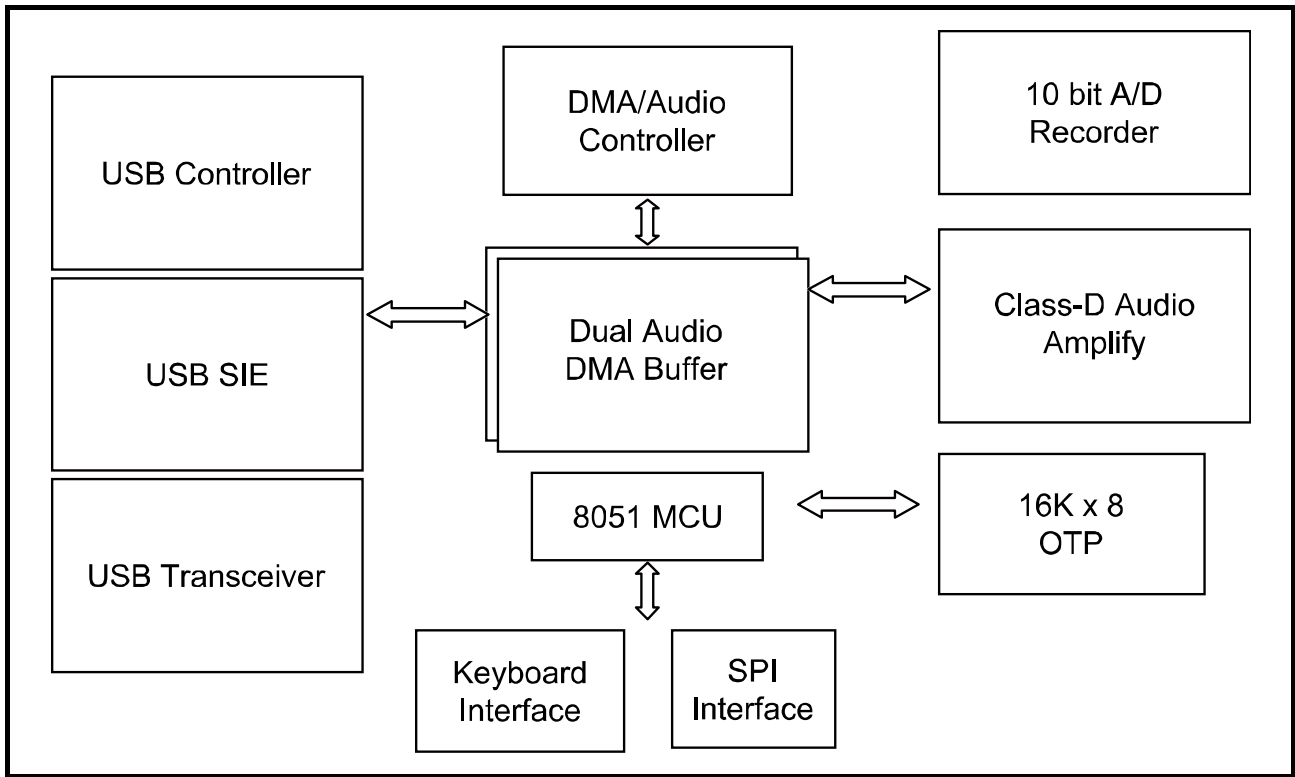 USB Controller
USB SIE
USB Transceiver
DMA/Audio
Controller
Dual Audio
DMA Buffer
8051 MCU
Keyboard
Interface
SPI
Interface
10 bit A/D
Recorder
Class-D Audio
Amplify
16K x 8
OTP